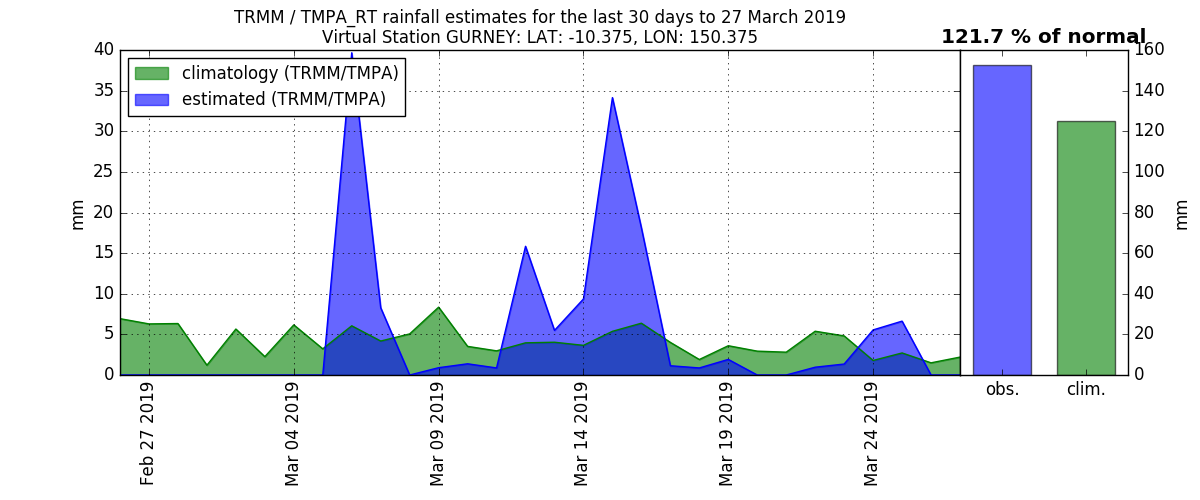 TRMM / TMPA_RT rainfall estimates for the last 30 days to 27 March 2019
Virtual Station GURNEY: LAT: -10.375, LON: 150.375
121.7 % of normal
climatology (TRMM/TMPA)
estimated (TRMM/TMPA)
40
35
30
25
20
15
10
5
0
mm
Feb 27 2019
Mar 04 2019
Mar 09 2019
Mar 14 2019
Mar 19 2019
Mar 24 2019
160
140
120
100
80
60
40
20
0
mm
obs.
clim.